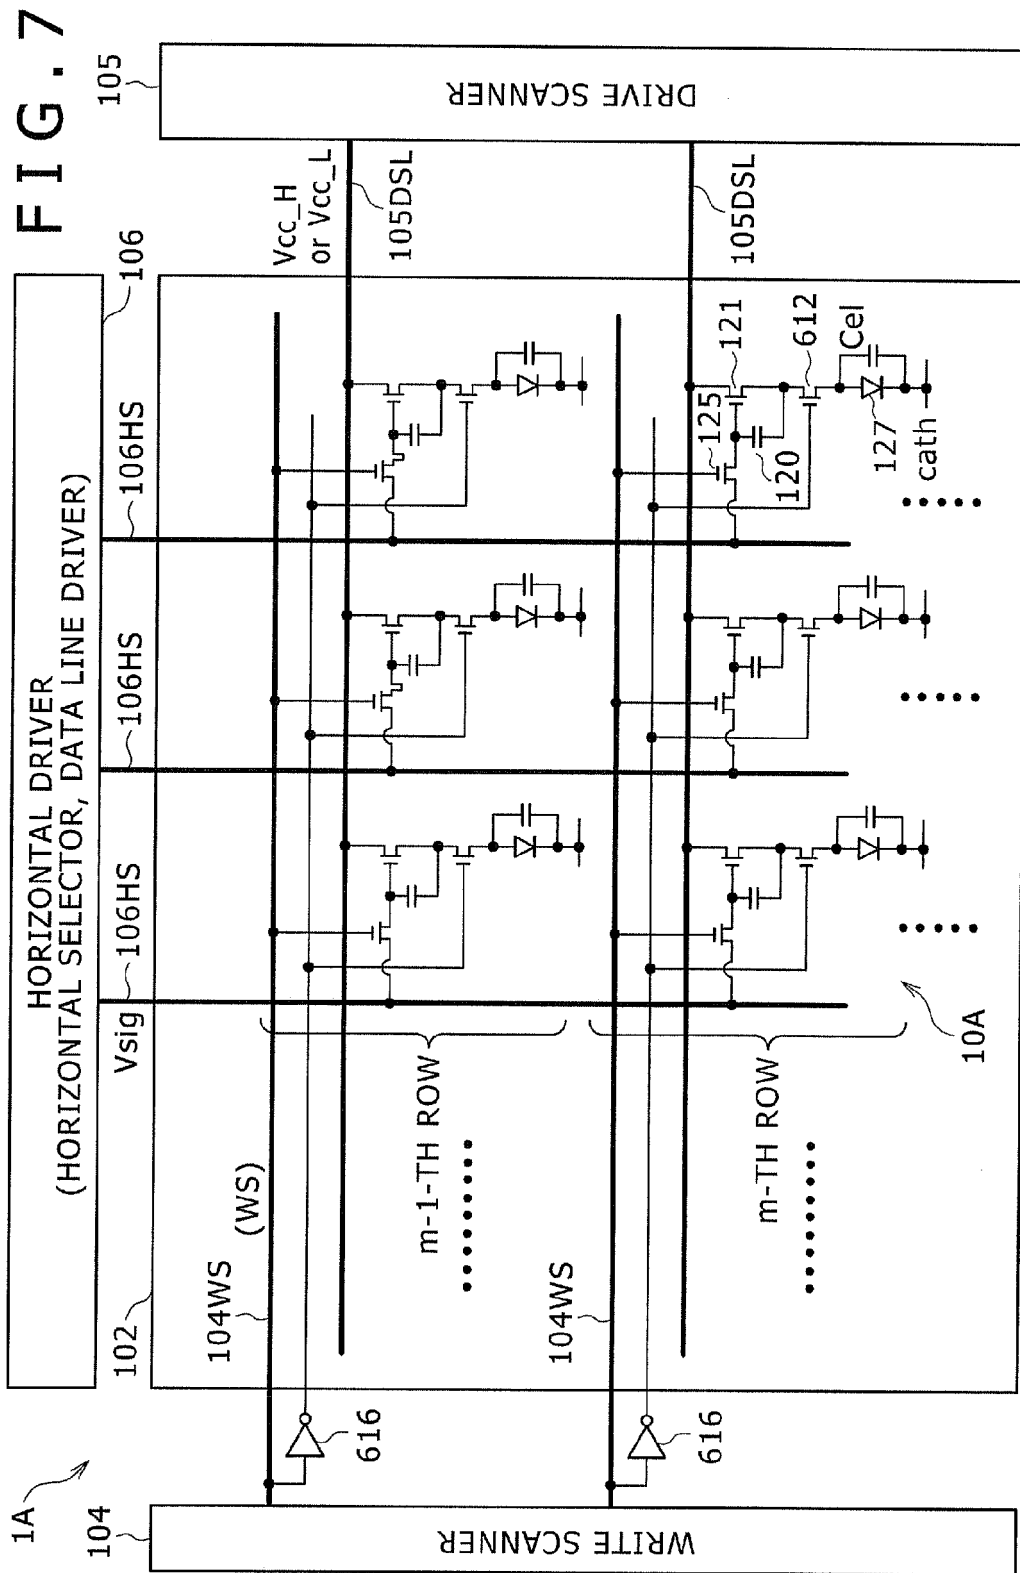 FIG. 7
1A
HORIZONTAL DRIVER
(HORIZONTAL SELECTOR, DATA LINE DRIVER)
106
102
Vsig
106HS
106HS
106HS
104
105
WRITE SCANNER
DRIVE SCANNER
104WS
(WS)
Vcc_H
or Vcc_L
105DSL
616
m-1-TH ROW
104WS
105DSL
616
m-TH ROW
125
121
120
612
Cel
127
cath
10A